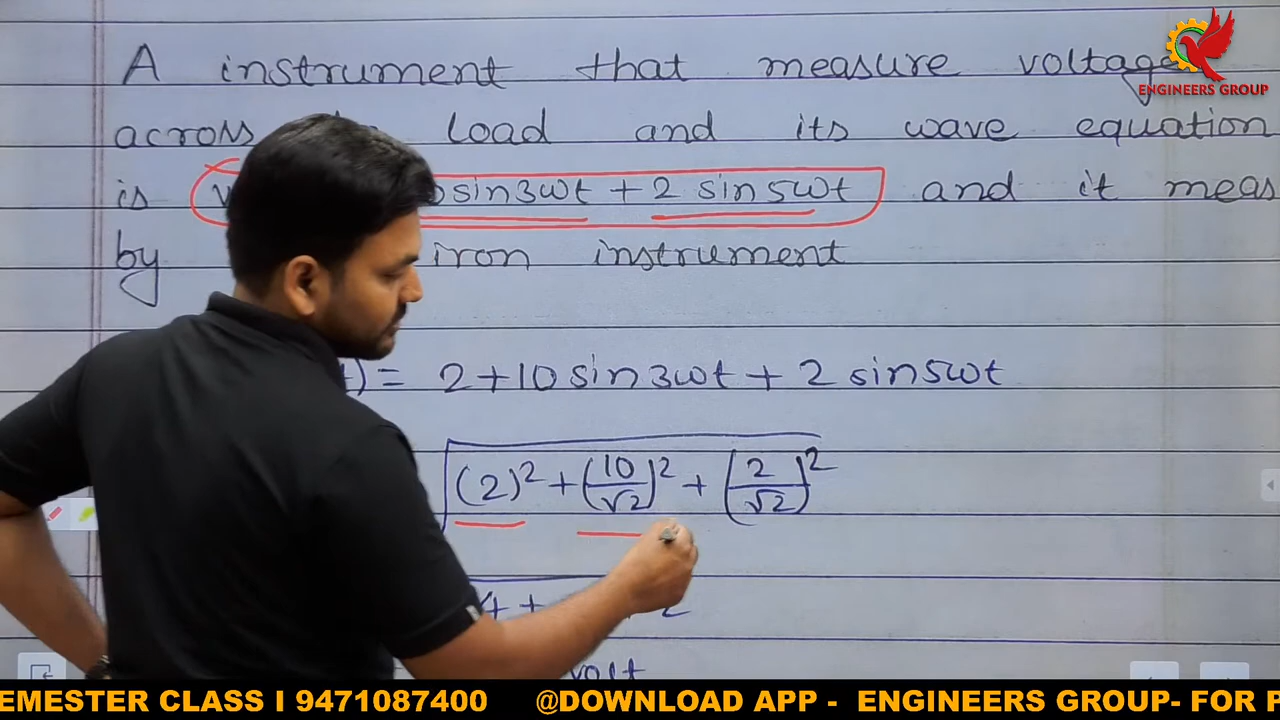 A instrument that measure voltage
ENGINEERS GROUP
across load and its wave equation
is sin3ωt + 2 sin5ωt and it meas
by iron instrument
) = 2+10 sin3ωt + 2 sin5ωt
(2)² + (10/√2)² + (2/√2)²
4 + 2
volt
EMESTER CLASS I 9471087400 @DOWNLOAD APP - ENGINEERS GROUP- FOR